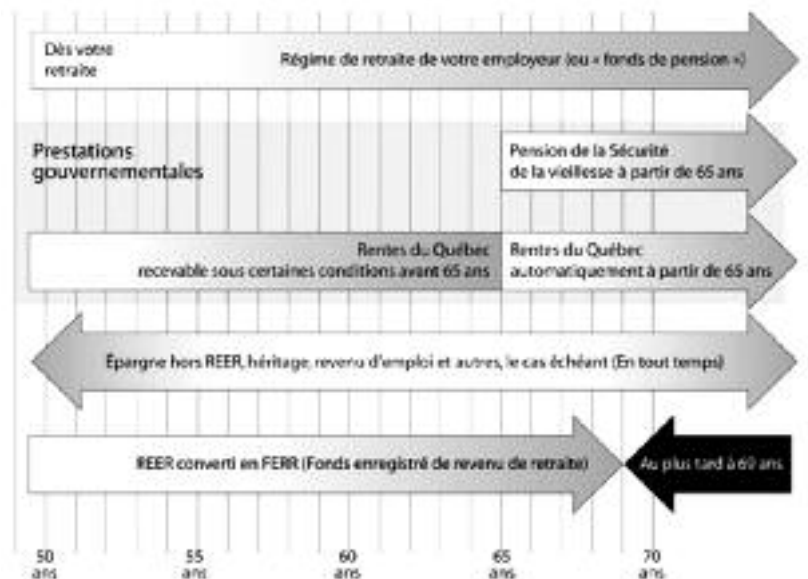 Dès votre
retraite
Régime de retraite de votre employeur (ou « fonds de pension »)
Prestations
gouvernementales
Pension de la Sécurité
de la vieillesse à partir de 65 ans
Rentes du Québec
recevable sous certaines conditions avant 65 ans
Rentes du Québec
automatiquement à partir de 65 ans
Épargne hors REER, héritage, revenu d'emploi et autres, le cas échéant (En tout temps)
REER converti en FERR (Fonds enregistré de revenu de retraite)
Au plus tard à 69 ans
50 55 60 65 70
ans ans ans ans ans